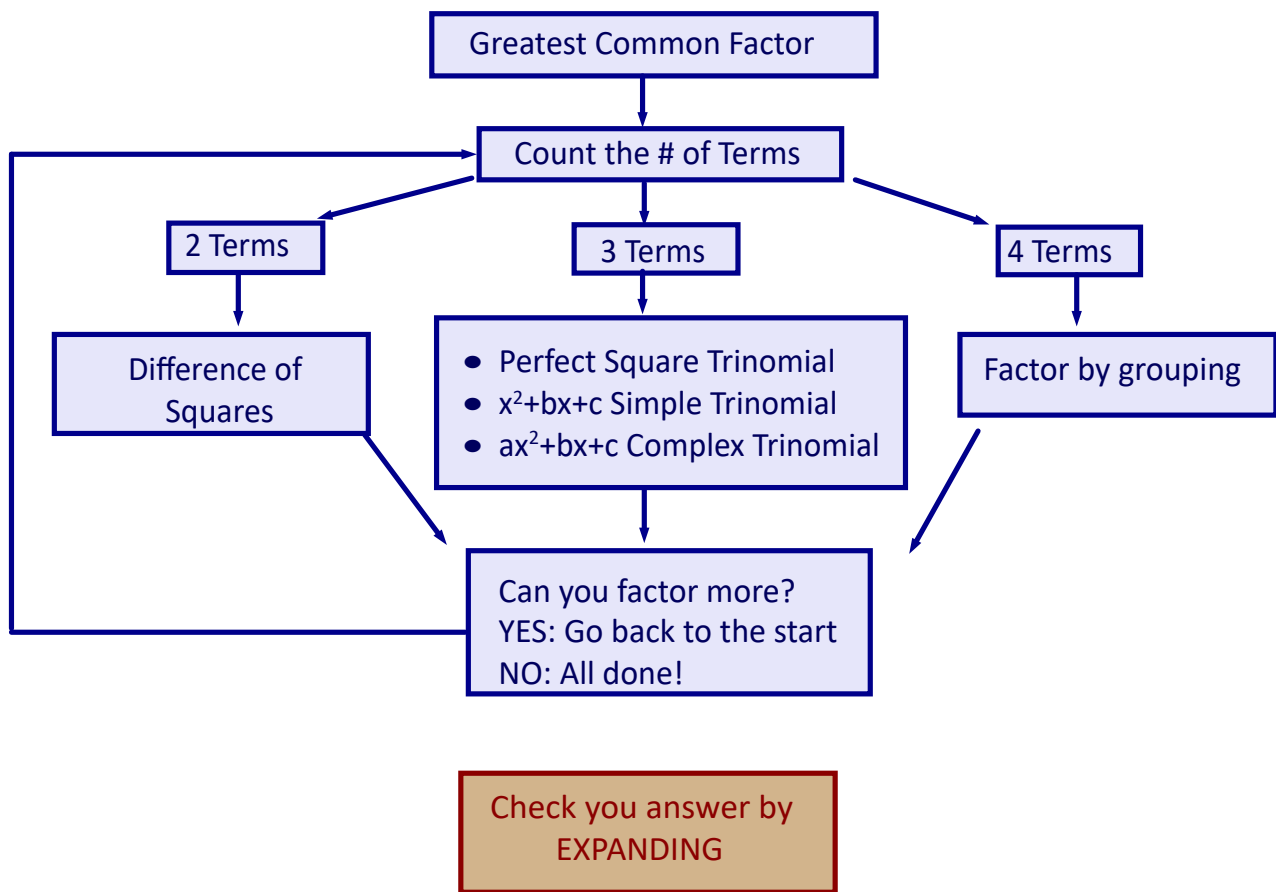 Greatest Common Factor
Count the # of Terms
2 Terms
3 Terms
4 Terms
Difference of
Squares
• Perfect Square Trinomial
• x²+bx+c Simple Trinomial
• ax²+bx+c Complex Trinomial
Factor by grouping
Can you factor more?
YES: Go back to the start
NO: All done!
Check you answer by
EXPANDING